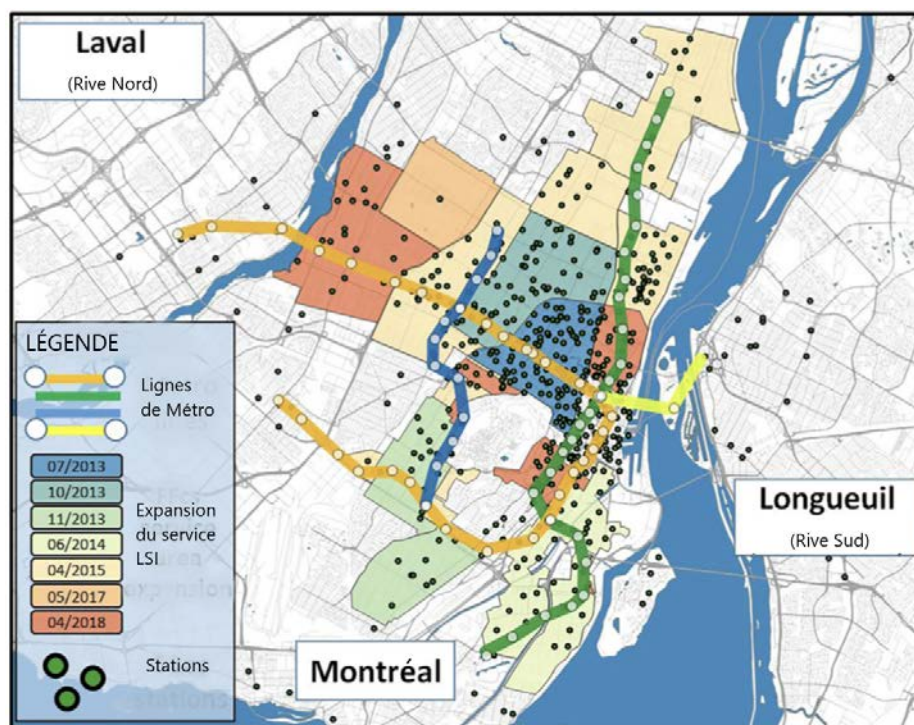 Laval
(Rive Nord)
LÉGENDE
Lignes
de Métro
07/2013
10/2013
11/2013
06/2014
04/2015
05/2017
04/2018
Expansion
du service
LSI
Stations
Montréal
Longueuil
(Rive Sud)